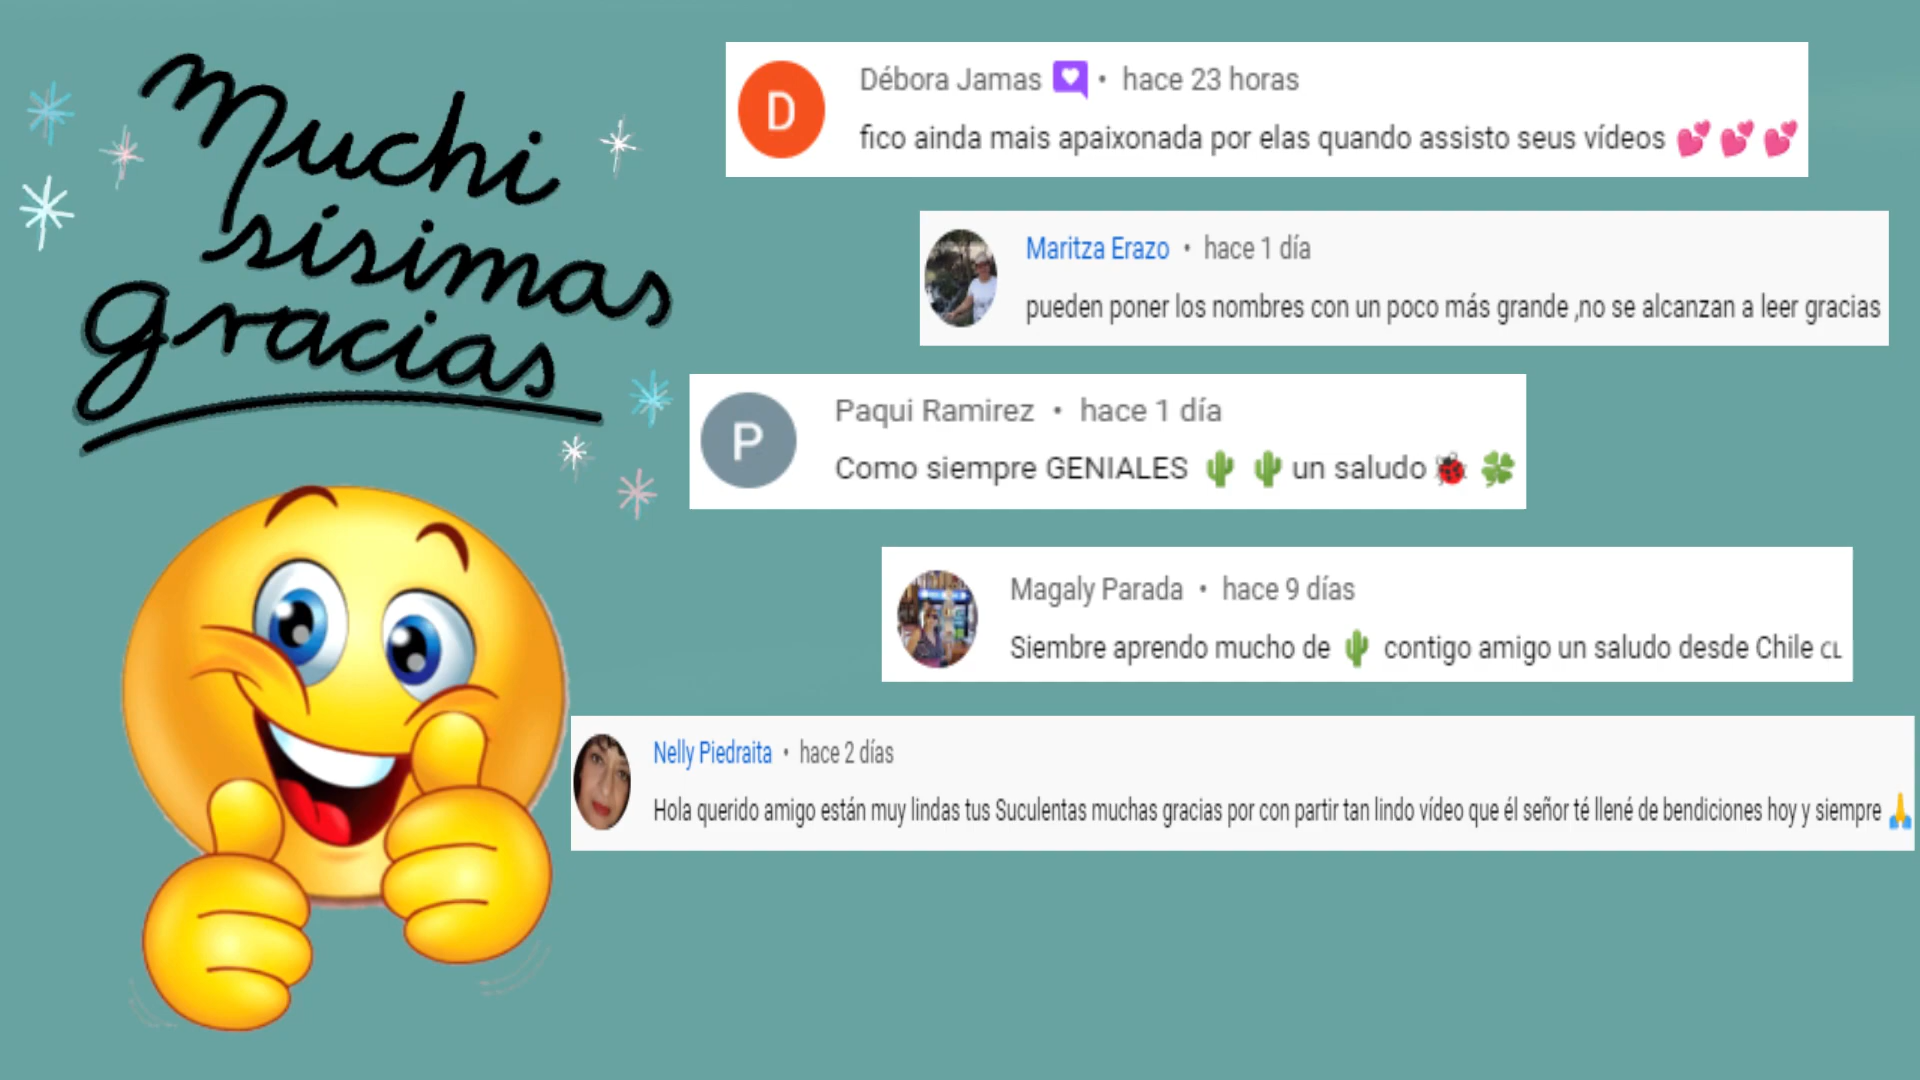 Muchi
sísimas
gracias
D
Débora Jamas • hace 23 horas
fico ainda mais apaixonada por elas quando assisto seus vídeos 💕 💕 💕
Maritza Erazo • hace 1 día
pueden poner los nombres con un poco más grande ,no se alcanzan a leer gracias
P
Paqui Ramirez • hace 1 día
Como siempre GENIALES 🌵 🌵 un saludo 🐞 🍀
Magaly Parada • hace 9 días
Siembre aprendo mucho de 🌵 contigo amigo un saludo desde Chile CL
Nelly Piedraita • hace 2 días
Hola querido amigo están muy lindas tus Suculentas muchas gracias por con partir tan lindo vídeo que él señor té llené de bendiciones hoy y siempre 🙏